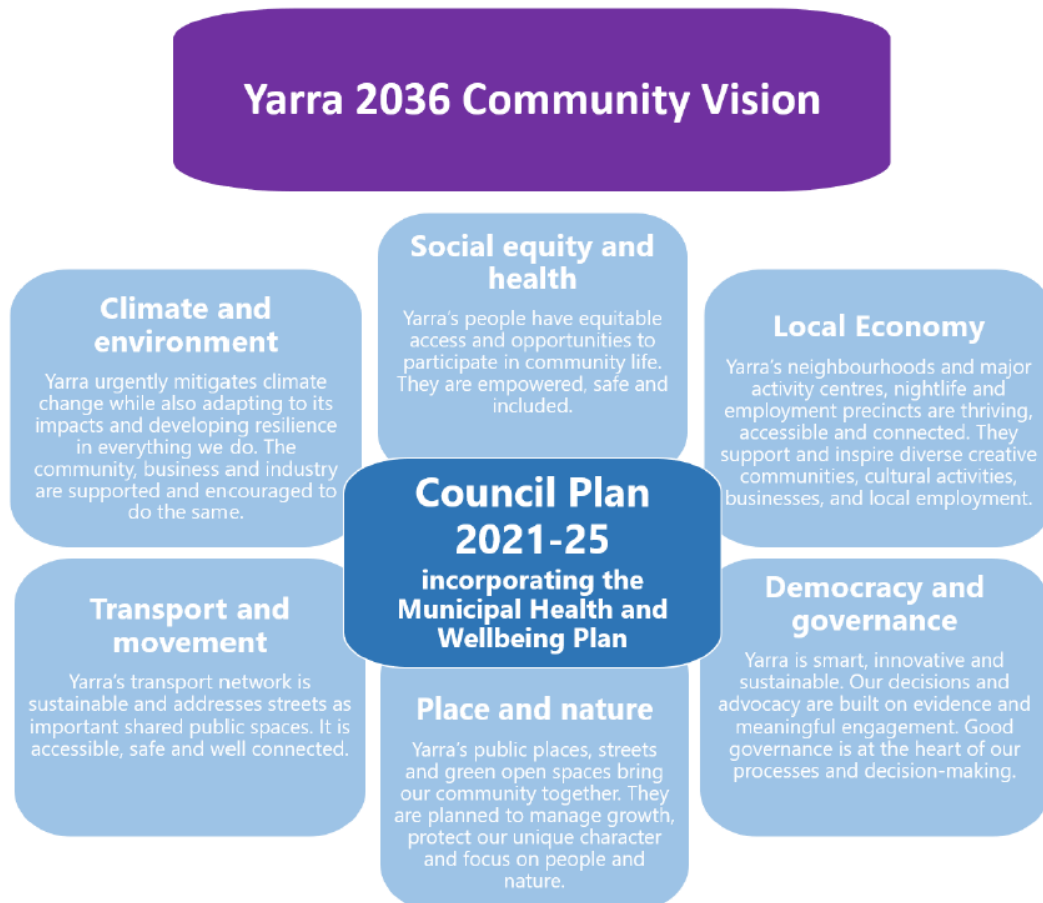 Yarra 2036 Community Vision
Social equity and
health
Yarra's people have equitable
access and opportunities to
participate in community life.
They are empowered, safe and
included.
Climate and
environment
Yarra urgently mitigates climate
change while also adapting to its
impacts and developing resilience
in everything we do. The
community, business and industry
are supported and encouraged to
do the same.
Local Economy
Yarra's neighbourhoods and major
activity centres, nightlife and
employment precincts are thriving,
accessible and connected. They
support and inspire diverse creative
communities, cultural activities,
businesses, and local employment.
Council Plan
2021-25
incorporating the
Municipal Health and
Wellbeing Plan
Transport and
movement
Yarra's transport network is
sustainable and addresses streets as
important shared public spaces. It is
accessible, safe and well connected.
Democracy and
governance
Yarra is smart, innovative and
sustainable. Our decisions and
advocacy are built on evidence and
meaningful engagement. Good
governance is at the heart of our
processes and decision-making.
Place and nature
Yarra's public places, streets
and green open spaces bring
our community together. They
are planned to manage growth,
protect our unique character
and focus on people and
nature.